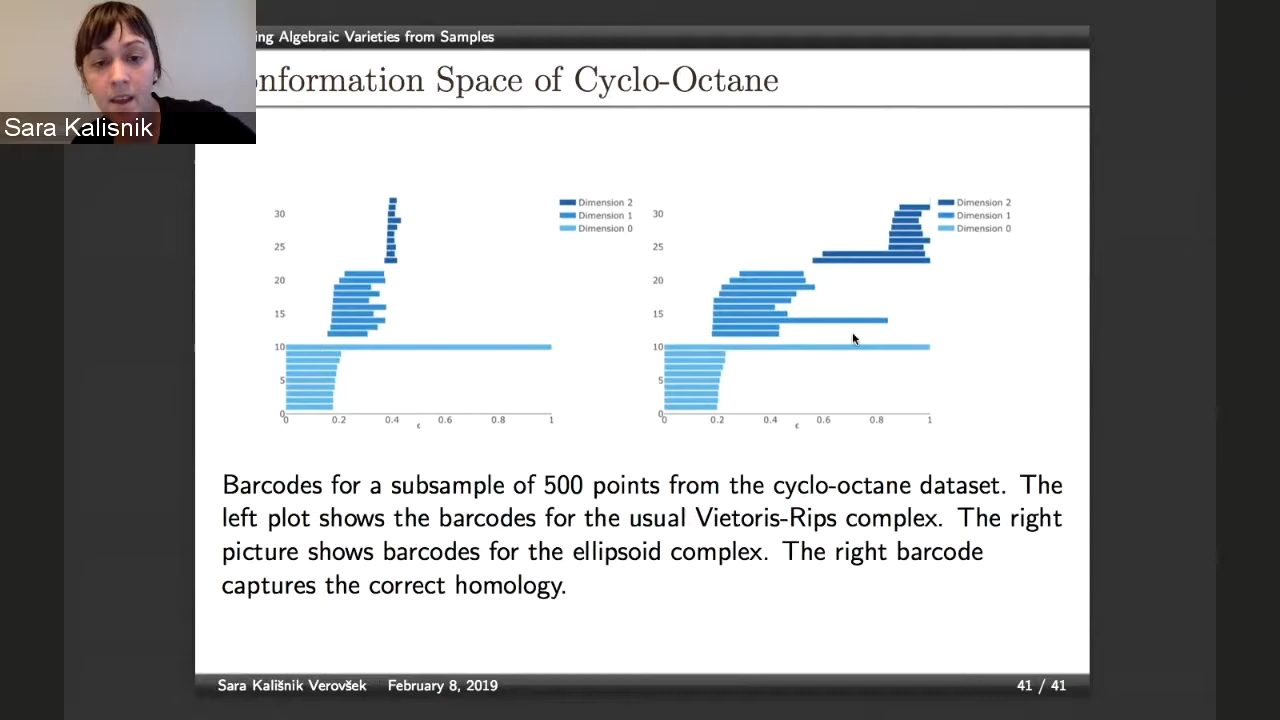 ing Algebraic Varieties from Samples
onformation Space of Cyclo-Octane
Sara Kalisnik
30
25
20
15
10
5
0
0 0.2 0.4 0.6 0.8 1
ϵ
Dimension 2
Dimension 1
Dimension 0
30
25
20
15
10
5
0
0 0.2 0.4 0.6 0.8 1
ϵ
Dimension 2
Dimension 1
Dimension 0
Barcodes for a subsample of 500 points from the cyclo-octane dataset. The
left plot shows the barcodes for the usual Vietoris-Rips complex. The right
picture shows barcodes for the ellipsoid complex. The right barcode
captures the correct homology.
Sara Kališnik Verovšek February 8, 2019 41 / 41